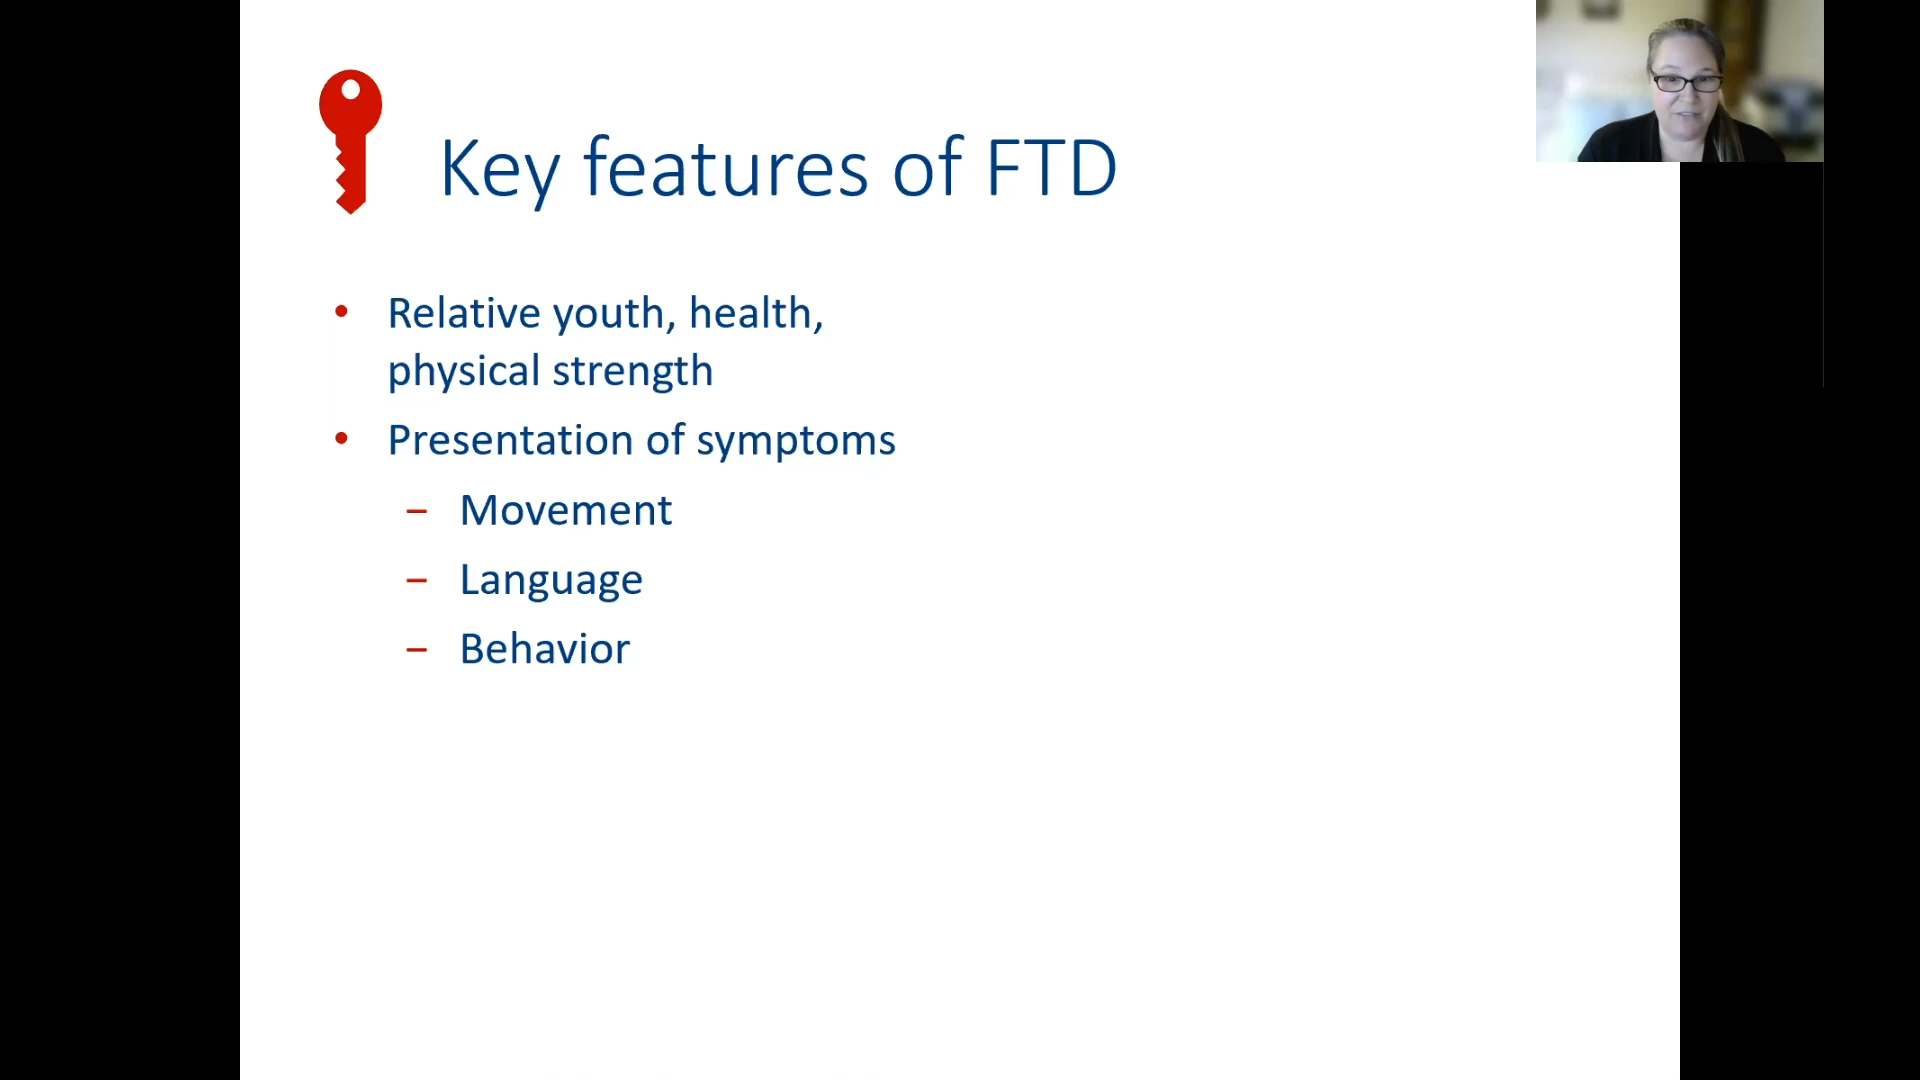 Key features of FTD
• Relative youth, health,
physical strength
• Presentation of symptoms
– Movement
– Language
– Behavior